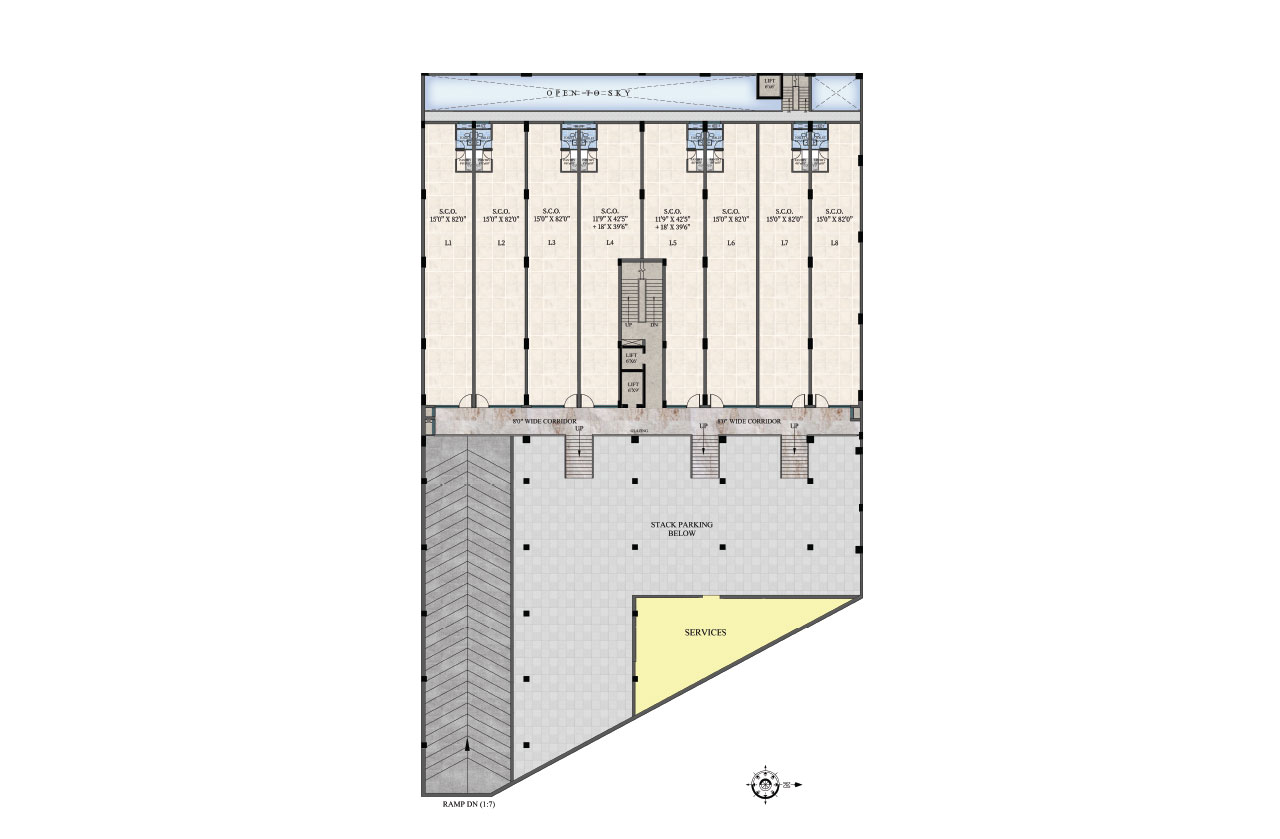 LIFT
6'X6'
OPEN TO SKY
S.C.O.
15'0" X 82'0"
L1
S.C.O.
15'0" X 82'0"
L2
S.C.O.
15'0" X 82'0"
L3
S.C.O.
11'9" X 42'5"
+ 18' X 39'6"
L4
S.C.O.
11'9" X 42'5"
+ 18' X 39'6"
L5
S.C.O.
15'0" X 82'0"
L6
S.C.O.
15'0" X 82'0"
L7
S.C.O.
15'0" X 82'0"
L8
UP
DN
LIFT
6'X6'
LIFT
6'X9'
8'0" WIDE CORRIDOR
8'0" WIDE CORRIDOR
UP
GLAZING
UP
UP
STACK PARKING
BELOW
SERVICES
RAMP DN (1:7)